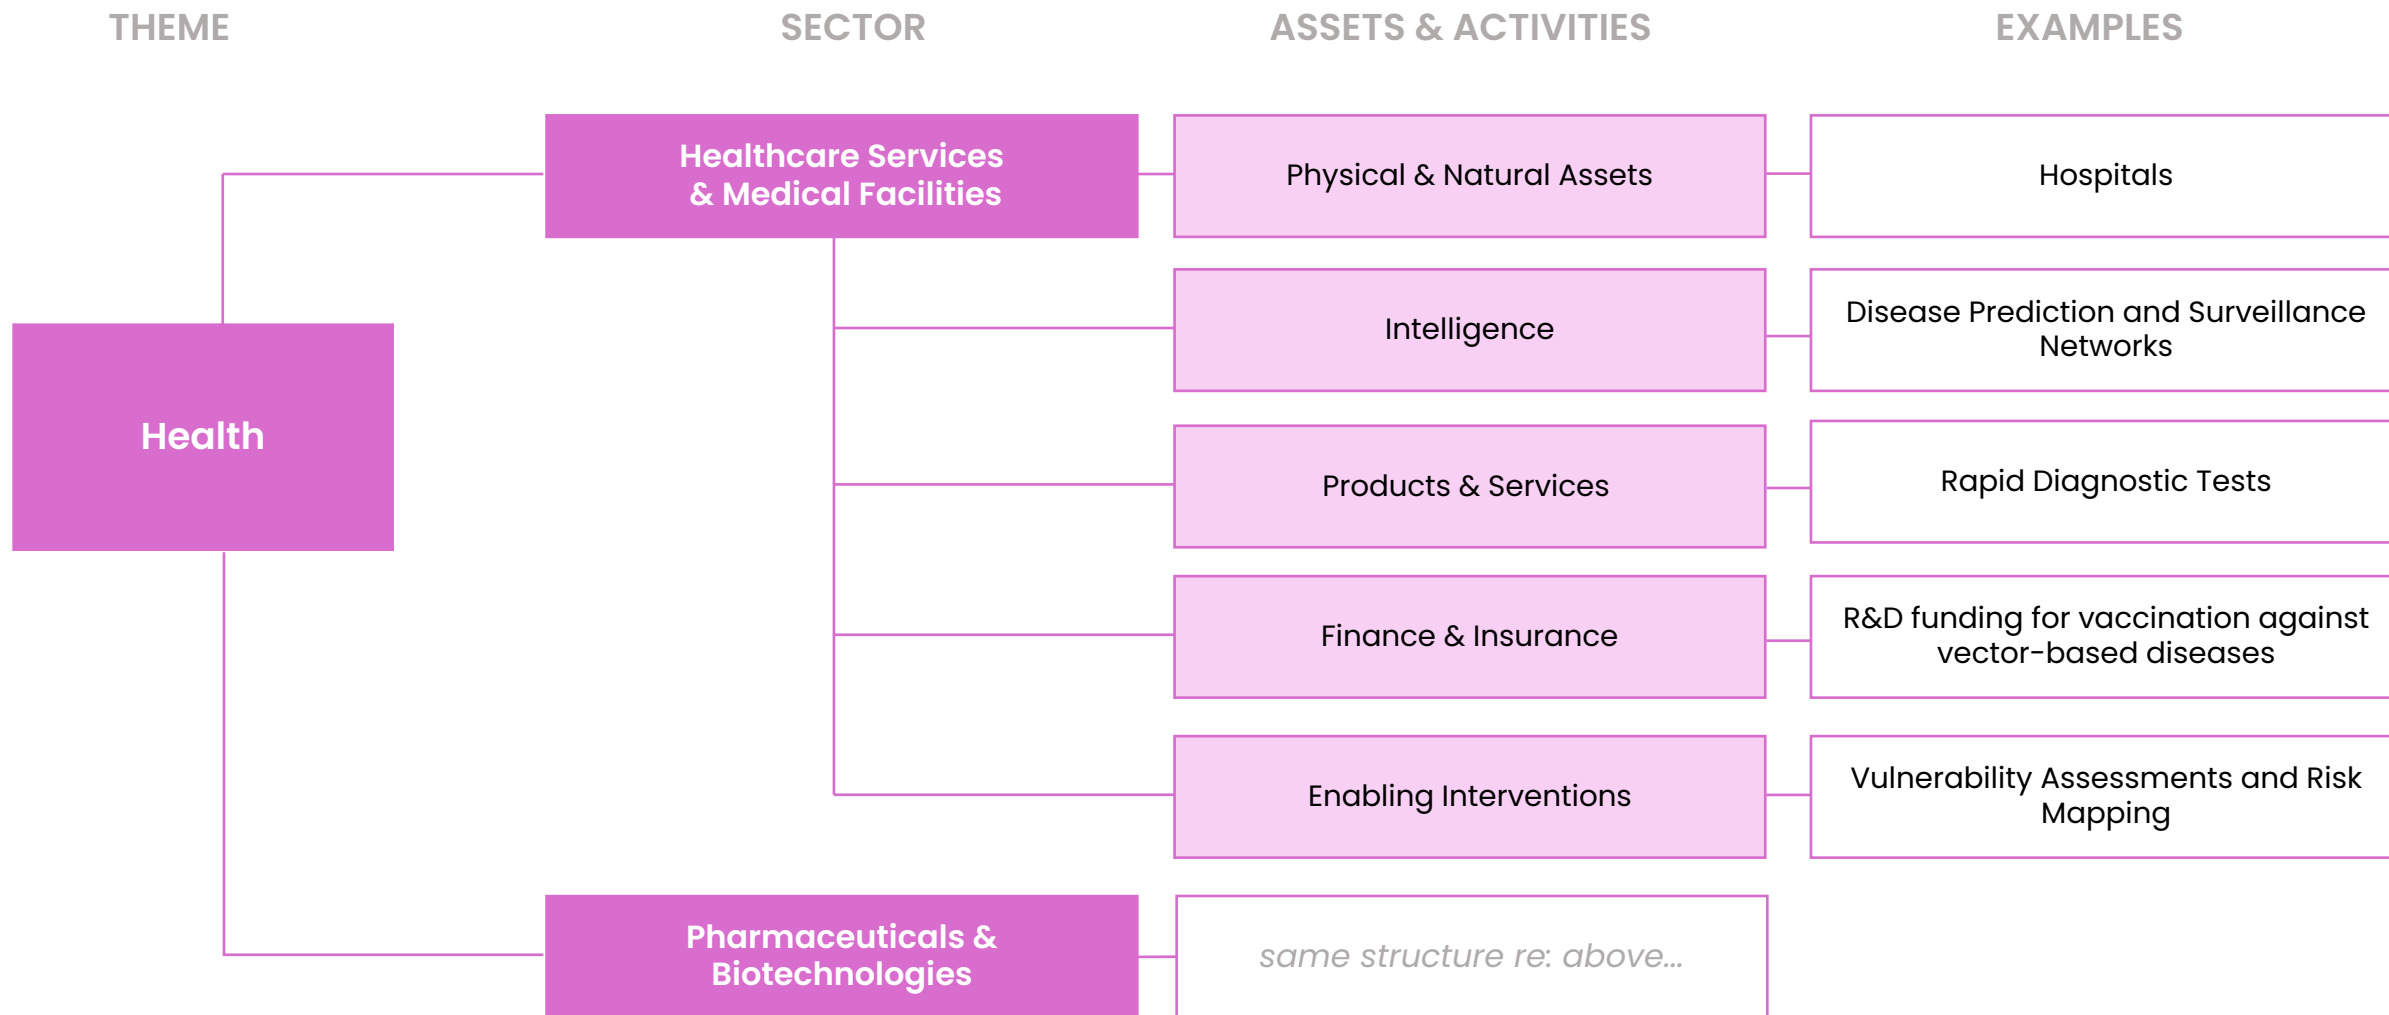 THEME
SECTOR
ASSETS & ACTIVITIES
EXAMPLES
Healthcare Services
& Medical Facilities
Physical & Natural Assets
Hospitals
Intelligence
Disease Prediction and Surveillance
Networks
Health
Products & Services
Rapid Diagnostic Tests
Finance & Insurance
R&D funding for vaccination against
vector-based diseases
Enabling Interventions
Vulnerability Assessments and Risk
Mapping
Pharmaceuticals &
Biotechnologies
same structure re: above...